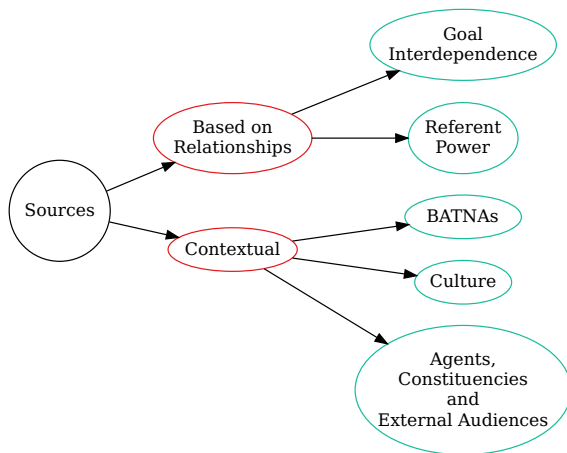 Sources
Based on
Relationships
Goal
Interdependence
Referent
Power
Contextual
BATNAs
Culture
Agents,
Constituencies
and
External Audiences